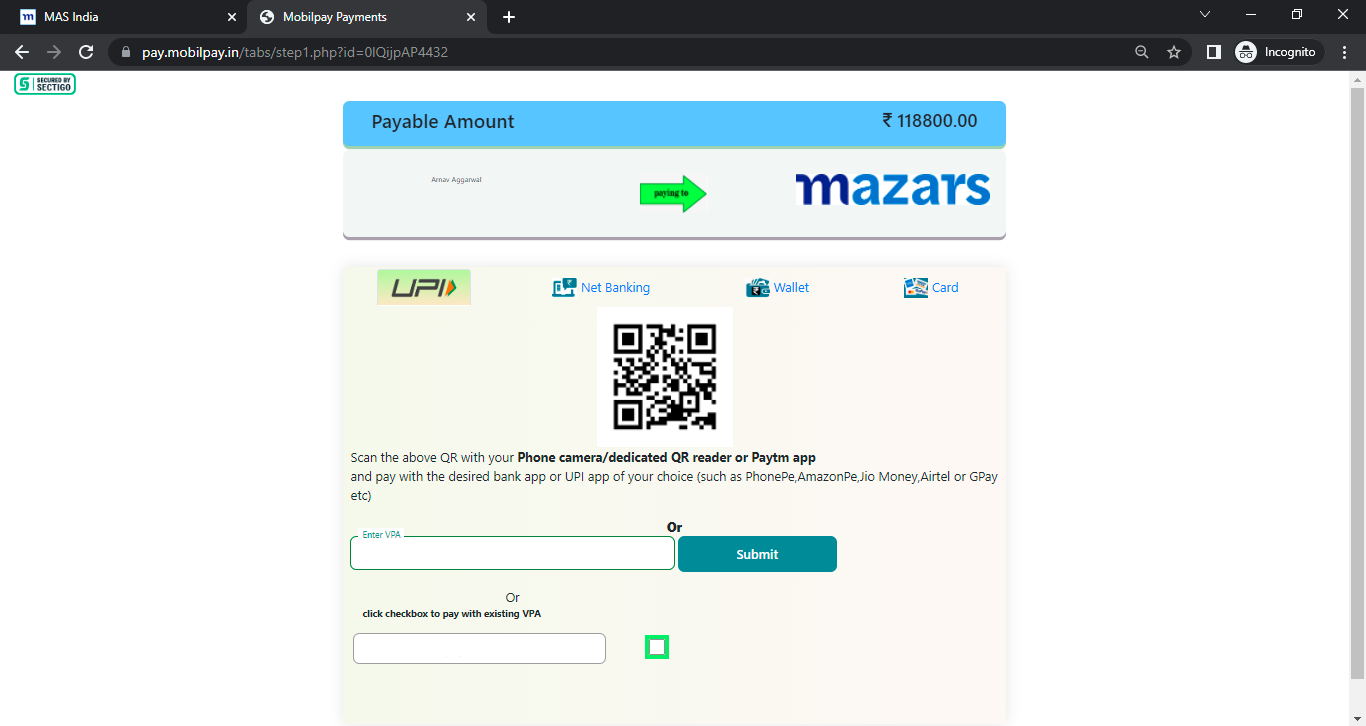 MAS India
Mobilpay Payments
pay.mobilpay.in/tabs/step1.php?id=0IQijpAP4432
Incognito
SECURED BY
SECTIGO
Payable Amount ₹ 118800.00
Arnav Aggarwal
paying to
mazars
UPI
Net Banking
Wallet
Card
Scan the above QR with your Phone camera/dedicated QR reader or Paytm app
and pay with the desired bank app or UPI app of your choice (such as PhonePe,AmazonPe,Jio Money,Airtel or GPay
etc)
Or
Enter VPA
Submit
Or
click checkbox to pay with existing VPA